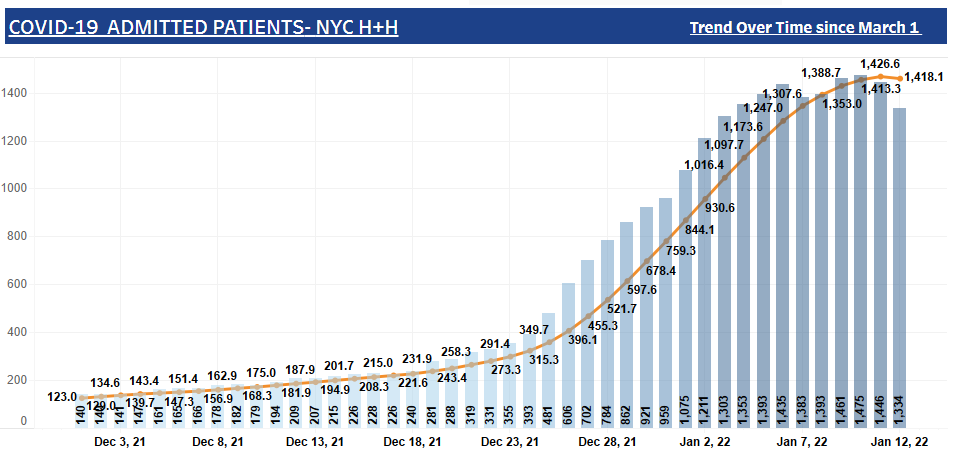 COVID-19 ADMITTED PATIENTS- NYC H+H
Trend Over Time since March 1
1400
1200
1000
800
600
400
200
0
123.0 129.0 134.6 139.7 143.4 147.3 151.4 156.9 162.9 168.3 175.0 181.9 187.9 194.9 201.7 208.3 215.0 221.6 231.9 243.4 258.3 273.3 291.4 315.3 349.7 396.1 455.3 521.7 597.6 678.4 759.3 844.1 930.6 1,016.4 1,097.7 1,173.6 1,247.0 1,307.6 1,353.0 1,388.7 1,413.3 1,426.6 1,418.1
140 141 161 165 166 178 182 179 194 209 207 215 226 228 226 240 281 288 319 331 355 393 481 606 702 784 862 921 959 1,075 1,211 1,303 1,353 1,393 1,435 1,383 1,393 1,461 1,475 1,446 1,334
Dec 3, 21 Dec 8, 21 Dec 13, 21 Dec 18, 21 Dec 23, 21 Dec 28, 21 Jan 2, 22 Jan 7, 22 Jan 12, 22